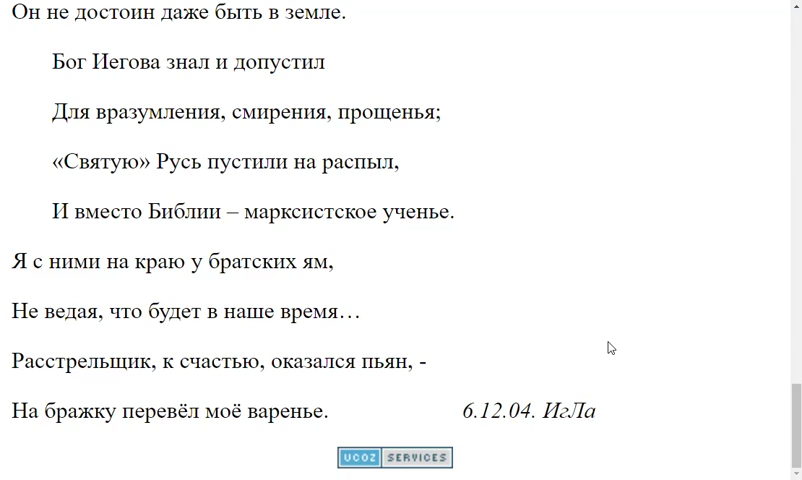 Он не достоин даже быть в земле.
Бог Иегова знал и допустил
Для вразумления, смирения, прощенья;
«Святую» Русь пустили на распыл,
И вместо Библии – марксистское ученье.
Я с ними на краю у братских ям,
Не ведая, что будет в наше время…
Расстрельщик, к счастью, оказался пьян, -
На бражку перевёл моё варенье. 6.12.04. ИгЛа
UCOZ SERVICES